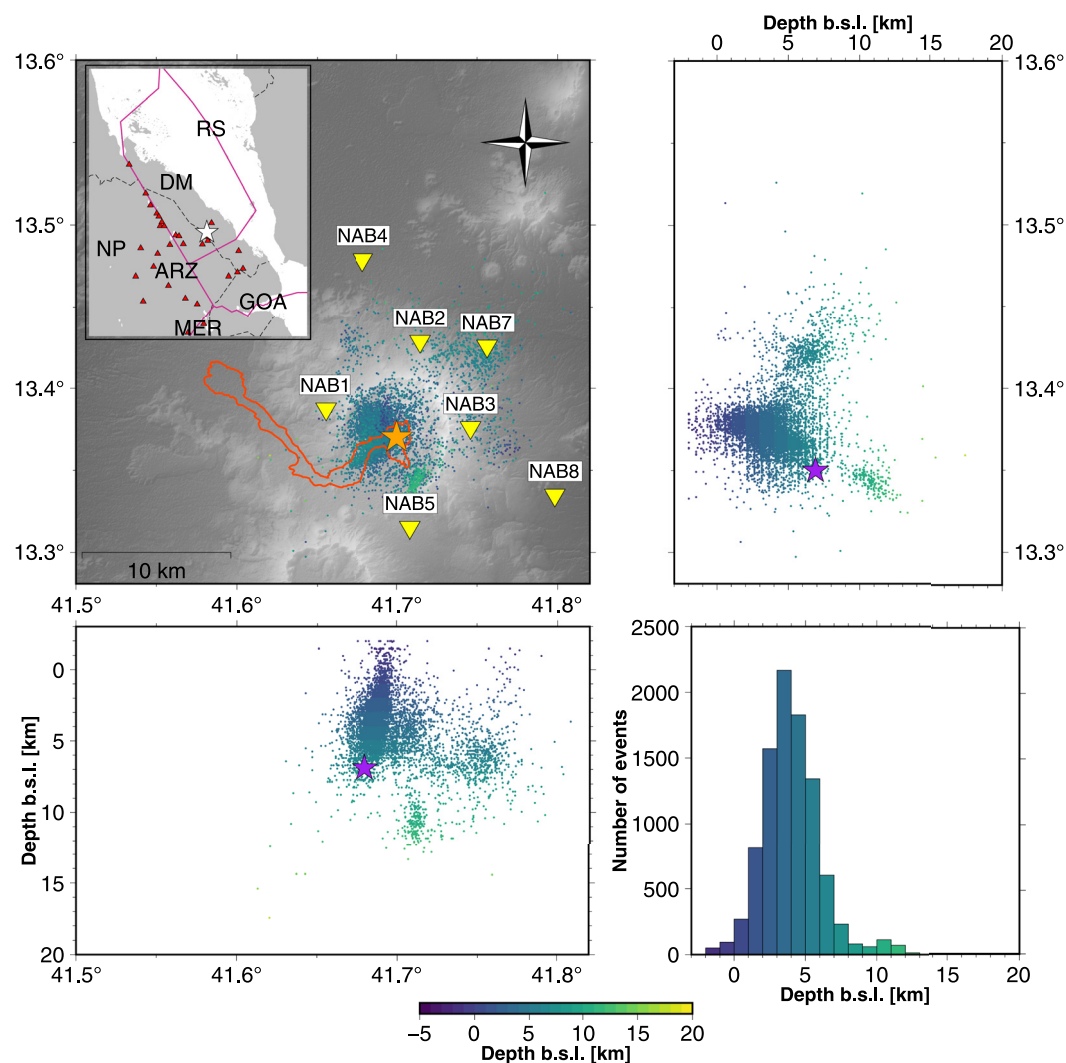 Depth b.s.l. [km]
0 5 10 15 20
13.6°
13.5°
13.4°
13.3°
RS
DM
NP
ARZ
GOA
MER
NAB4
NAB2
NAB7
NAB1
NAB3
NAB8
NAB5
10 km
41.5° 41.6° 41.7° 41.8°
13.6°
13.5°
13.4°
13.3°
Depth b.s.l. [km]
0
5
10
15
20
41.5° 41.6° 41.7° 41.8°
Number of events
2500
2000
1500
1000
500
0
0 5 10 15 20
Depth b.s.l. [km]
−5 0 5 10 15 20
Depth b.s.l. [km]